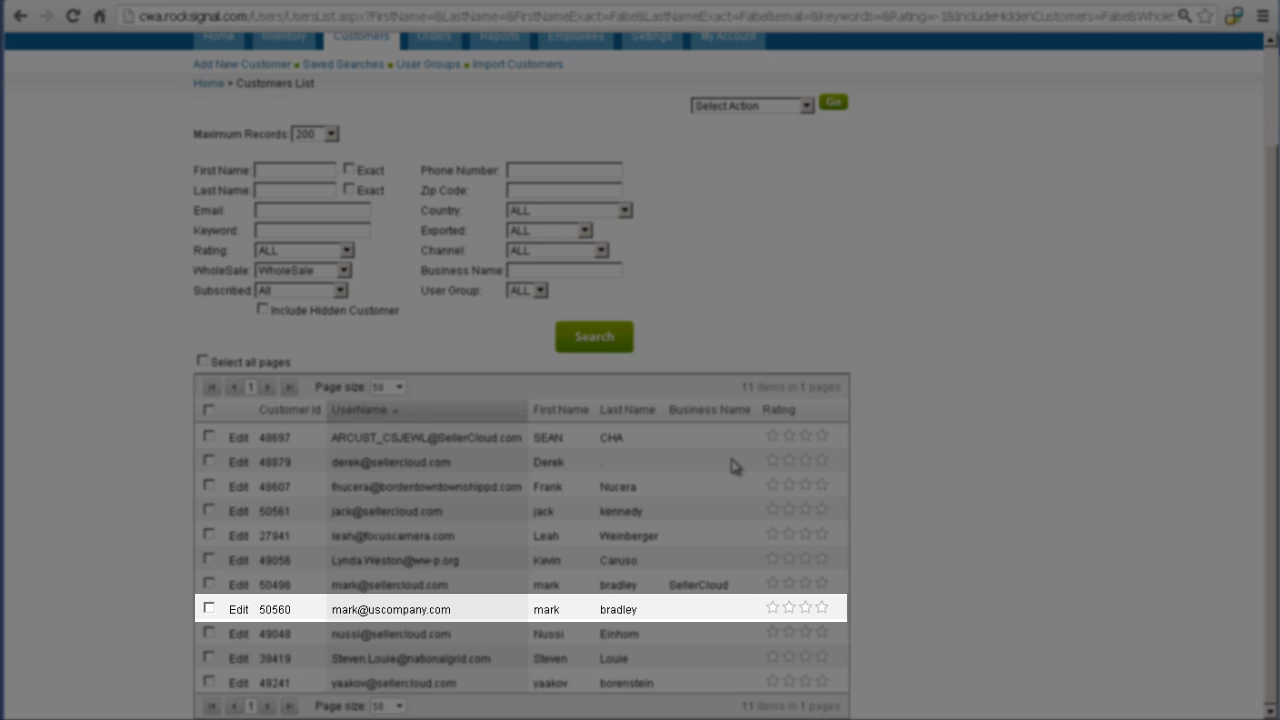 cwa.rocksignal.com/Users/UsersList.aspx?FirstName=&LastName=&FirstNameExact=False&LastNameExact=False&email=&keywords=&Rating=-1&IncludeHiddenCustomers=False&Wholes
Home Inventory Customers Orders Reports Employees Settings My Account
Add New Customer • Saved Searches • User Groups • Import Customers
Home > Customers List
Select Action Go
Maximum Records: 200
First Name: Exact Phone Number:
Last Name: Exact Zip Code:
Email: Country: ALL
Keyword: Exported: ALL
Rating: ALL Channel: ALL
WholeSale: WholeSale Business Name:
Subscribed: All User Group: ALL
Include Hidden Customer
Search
Select all pages
1 Page size: 50 11 items in 1 pages
Customer Id UserName First Name Last Name Business Name Rating
Edit 48697 ARCUST_CSJEWL@SellerCloud.com SEAN CHA
Edit 48879 derek@sellercloud.com Derek .
Edit 48607 fnucera@bordentowntownshippd.com Frank Nucera
Edit 50561 jack@sellercloud.com jack kennedy
Edit 27941 leah@focuscamera.com Leah Weinberger
Edit 49056 Lynda.Weston@ww-p.org Kevin Caruso
Edit 50496 mark@sellercloud.com mark bradley SellerCloud
Edit 50560 mark@uscompany.com mark bradley
Edit 49048 nussi@sellercloud.com Nussi Einhorn
Edit 39419 Steven.Louie@nationalgrid.com Steven Louie
Edit 49241 yaakov@sellercloud.com yaakov borenstein
1 Page size: 50 11 items in 1 pages